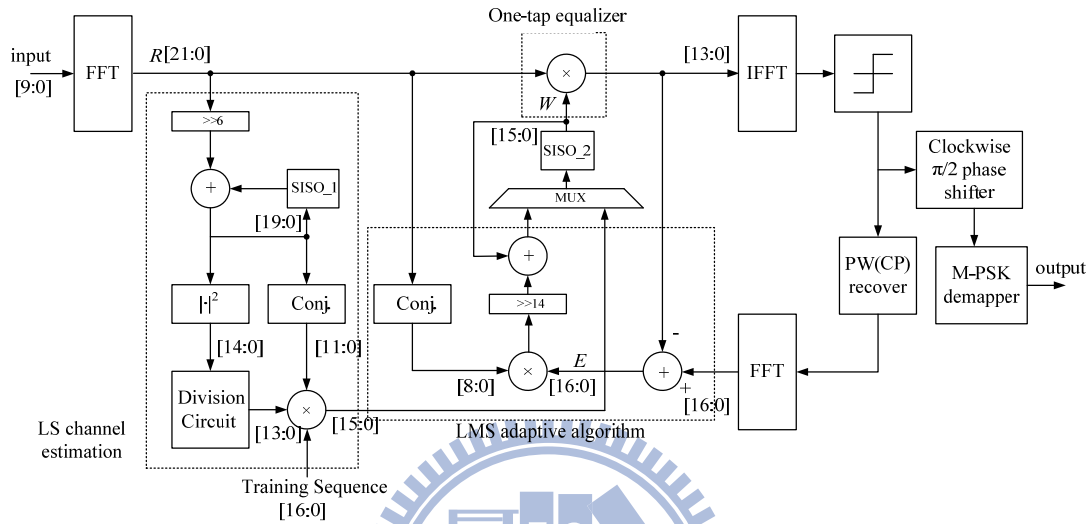 One-tap equalizer
input
[9:0]
FFT
R[21:0]
×
[13:0]
IFFT
W
>>6
[15:0]
SISO_2
Clockwise
π/2 phase
shifter
+
SISO_1
MUX
[19:0]
+
PW(CP)
recover
M-PSK
demapper
output
|·|²
Conj.
Conj.
>>14
[14:0]
[11:0]
-
E
×
+
FFT
[8:0]
[16:0]
+
[16:0]
Division
Circuit
×
[13:0]
[15:0]
LS channel
estimation
LMS adaptive algorithm
Training Sequence
[16:0]